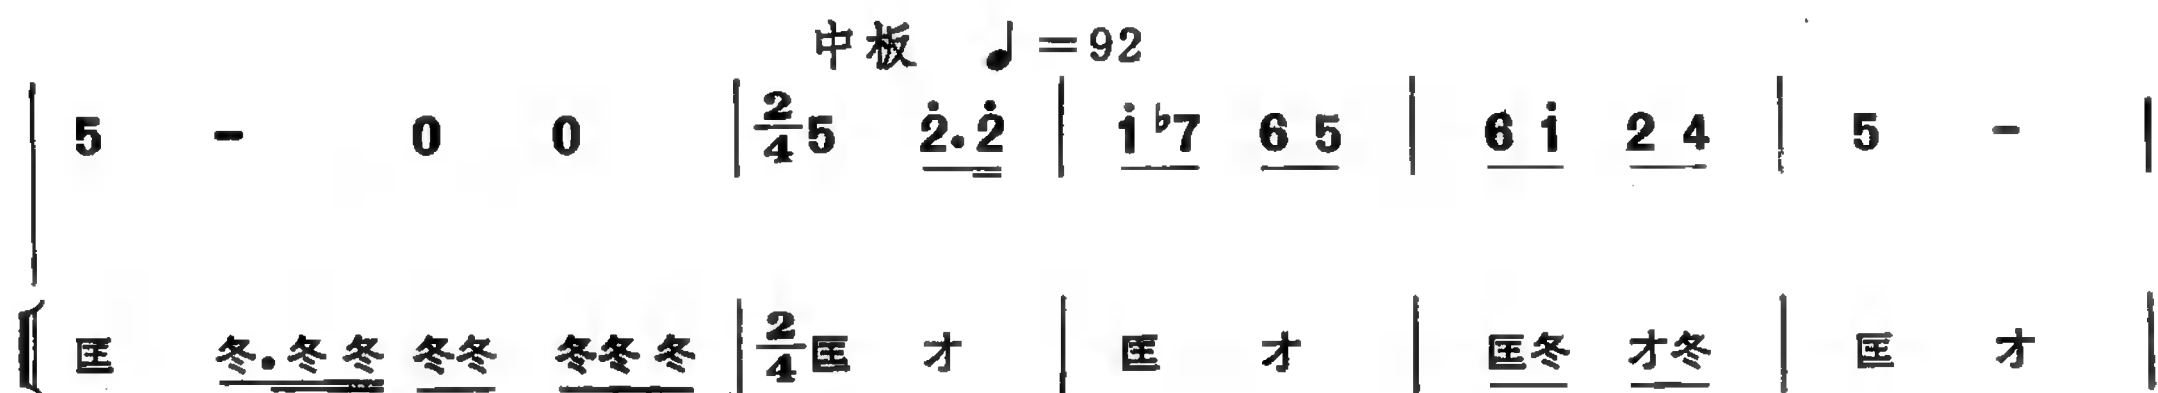 中板 ♩=92
5 - 0 0 | 2/4 5 2̇.2̇ | 1̇ ♭7 6 5 | 6 1̇ 2 4 | 5 - |
匡 冬.冬冬 冬冬 冬冬冬 | 2/4 匡 才 | 匡 才 | 匡冬 才冬 | 匡 才 |